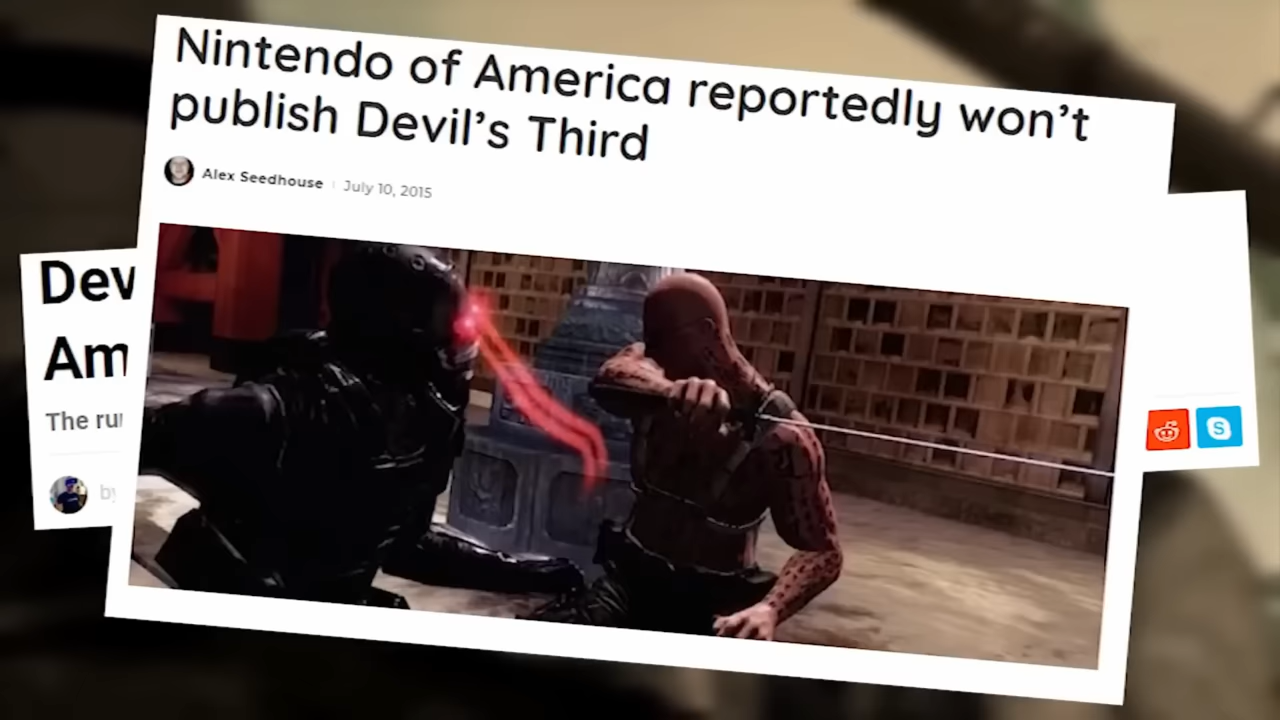 Nintendo of America reportedly won't
publish Devil's Third
Alex Seedhouse | July 10, 2015
Dev
Am
The ru
by